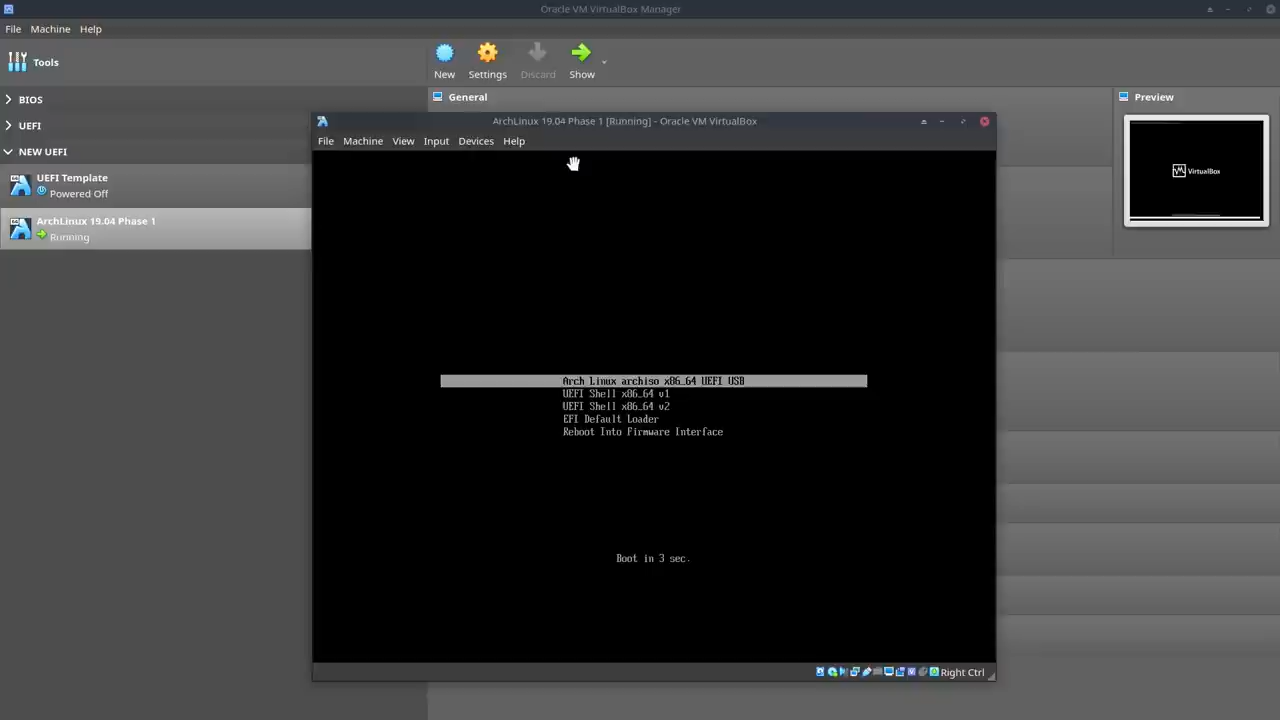 Oracle VM VirtualBox Manager
File Machine Help
Tools
New Settings Discard Show
BIOS
UEFI
NEW UEFI
UEFI Template
Powered Off
ArchLinux 19.04 Phase 1
Running
General
Preview
VirtualBox
ArchLinux 19.04 Phase 1 [Running] - Oracle VM VirtualBox
File Machine View Input Devices Help
Arch Linux archiso x86_64 UEFI USB
UEFI Shell x86_64 v1
UEFI Shell x86_64 v2
EFI Default Loader
Reboot Into Firmware Interface
Boot in 3 sec.
Right Ctrl